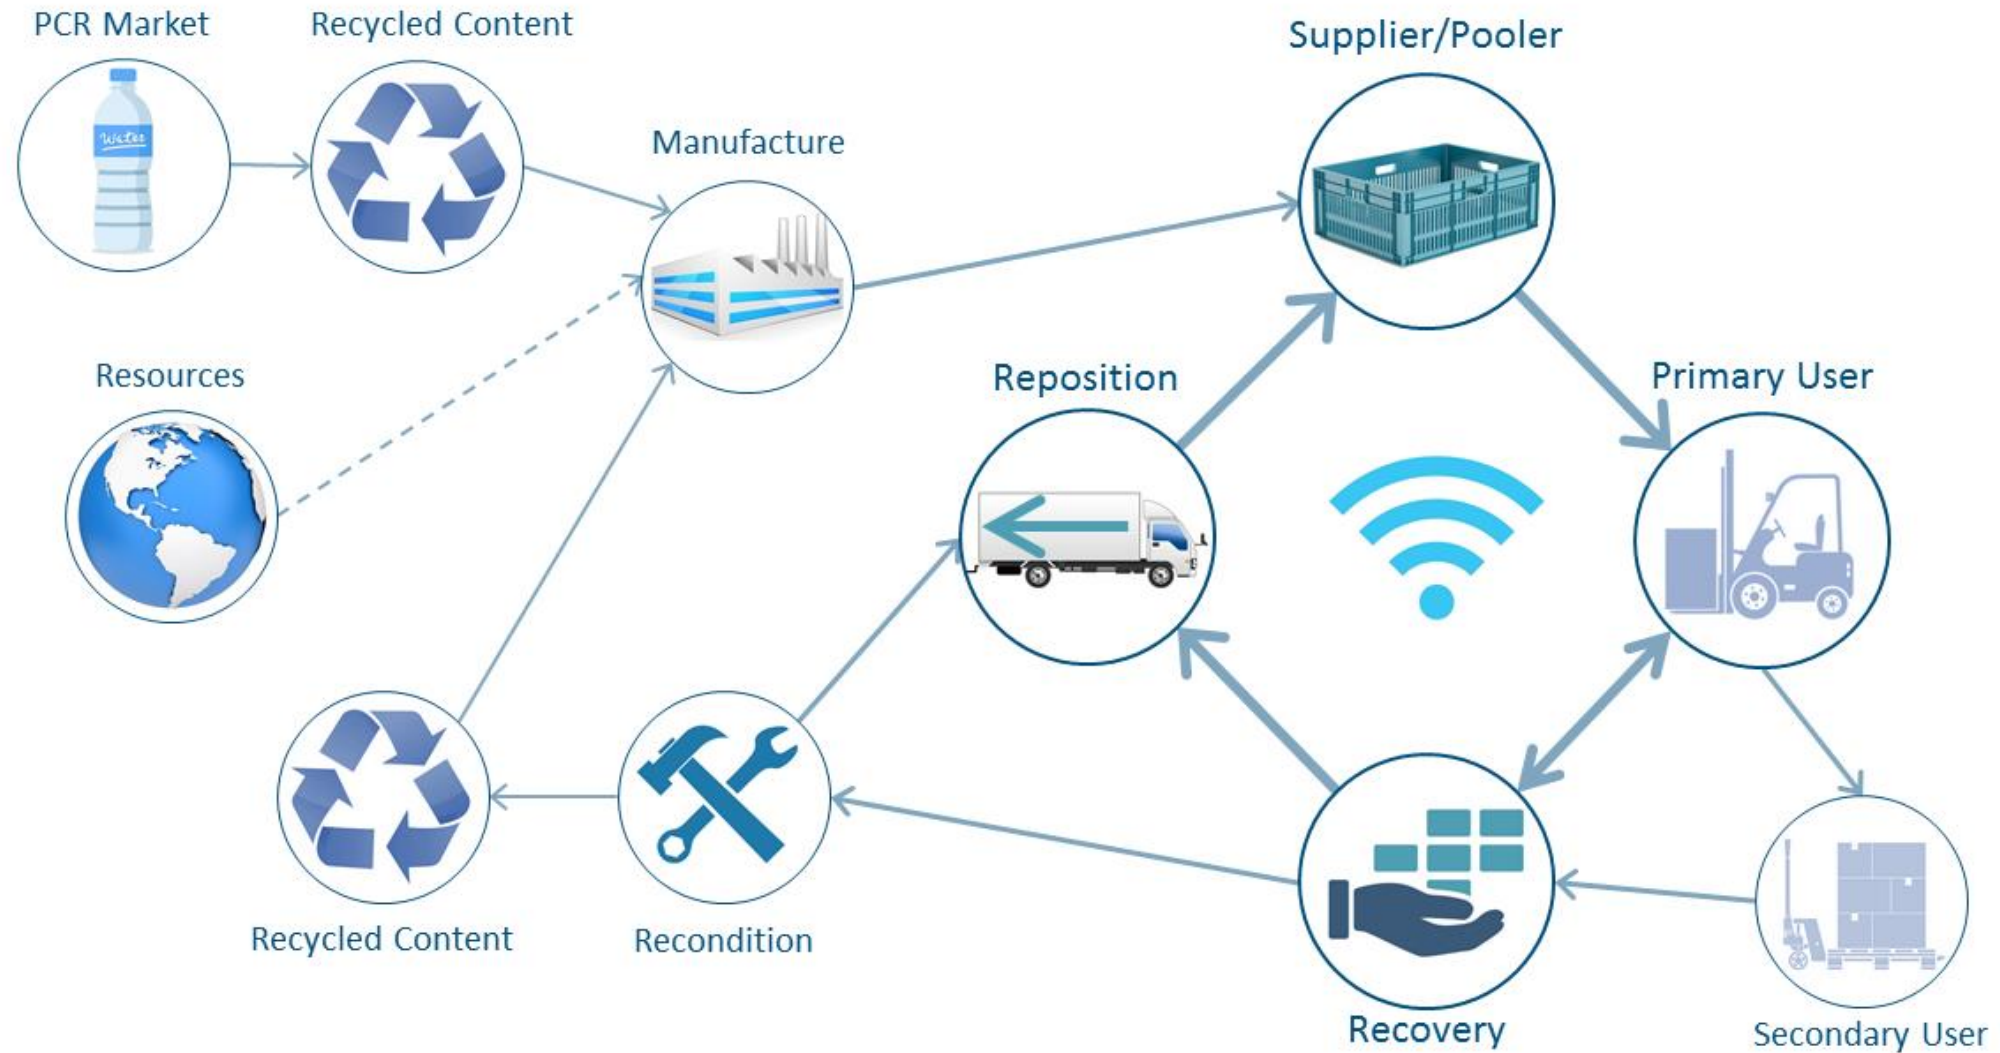 PCR Market
Recycled Content
Supplier/Pooler
Water
Manufacture
Resources
Reposition
Primary User
Recycled Content
Recondition
Recovery
Secondary User